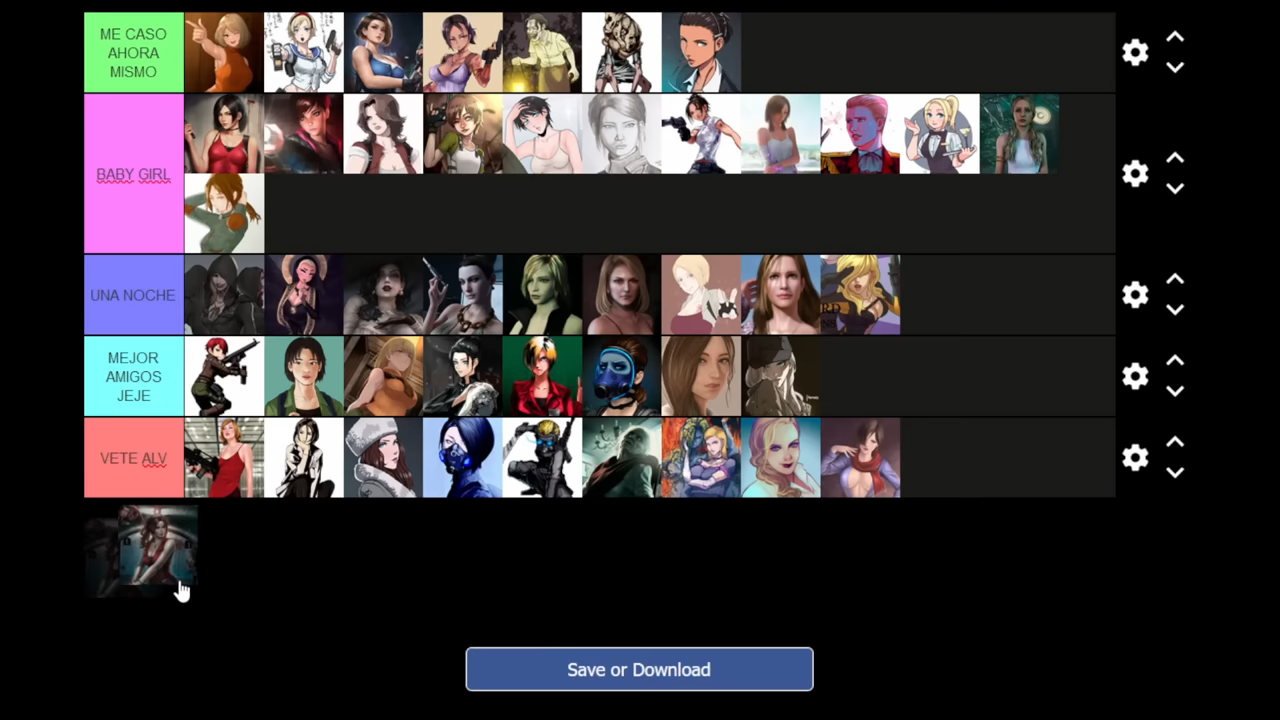 ME CASO
AHORA
MISMO
BABY GIRL
UNA NOCHE
MEJOR
AMIGOS
JEJE
VETE ALV
Save or Download